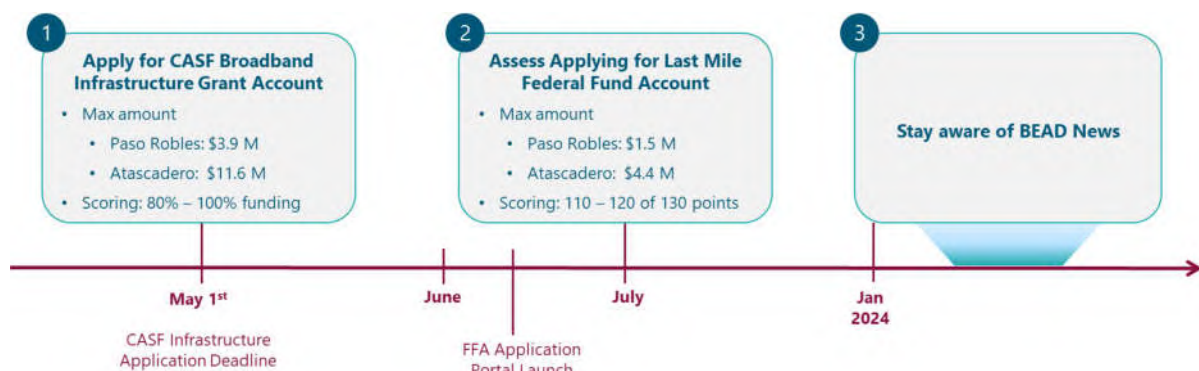 1
Apply for CASF Broadband
Infrastructure Grant Account
• Max amount
• Paso Robles: $3.9 M
• Atascadero: $11.6 M
• Scoring: 80% – 100% funding
2
Assess Applying for Last Mile
Federal Fund Account
• Max amount
• Paso Robles: $1.5 M
• Atascadero: $4.4 M
• Scoring: 110 – 120 of 130 points
3
Stay aware of BEAD News
May 1st
June
July
Jan
2024
CASF Infrastructure
Application Deadline
FFA Application
Portal Launch